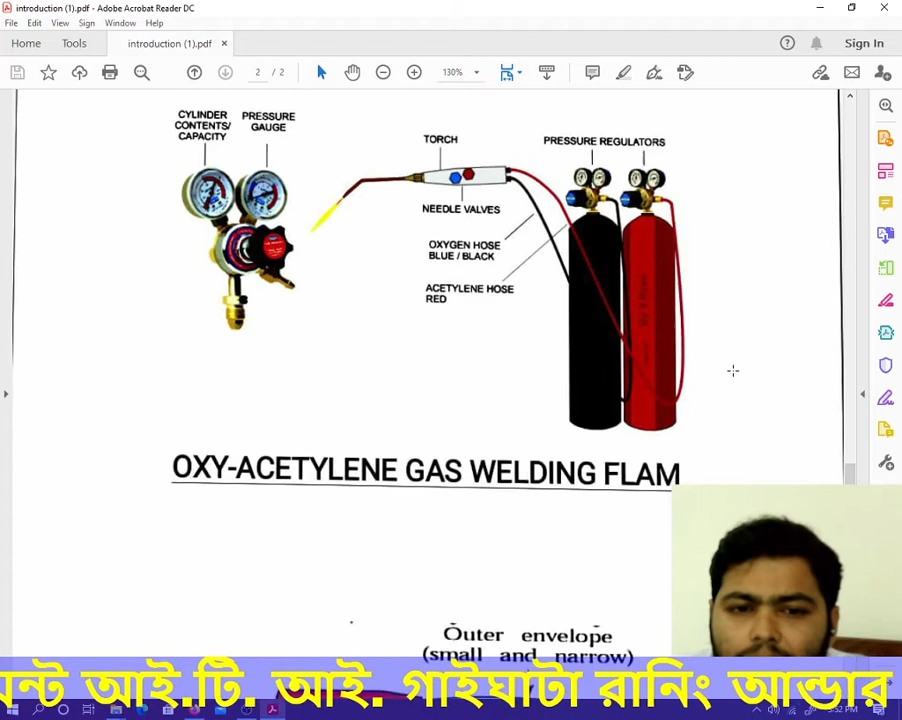 introduction (1).pdf - Adobe Acrobat Reader DC
File Edit View Sign Window Help
Home Tools introduction (1).pdf × Sign In
2 / 2 130%
CYLINDER
CONTENTS/
CAPACITY
PRESSURE
GAUGE
TORCH
PRESSURE REGULATORS
NEEDLE VALVES
OXYGEN HOSE
BLUE / BLACK
ACETYLENE HOSE
RED
OXY-ACETYLENE GAS WELDING FLAM
Outer envelope
(small and narrow)
আই.টি. আই. গাইঘাটা রানিং আন্ডার